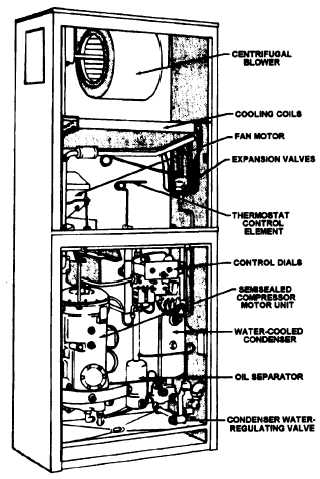 CENTRIFUGAL
BLOWER
COOLING COILS
FAN MOTOR
EXPANSION VALVES
THERMOSTAT
CONTROL
ELEMENT
CONTROL DIALS
SEMISEALED
COMPRESSOR
MOTOR UNIT
WATER-COOLED
CONDENSER
OIL SEPARATOR
CONDENSER WATER-
REGULATING VALVE